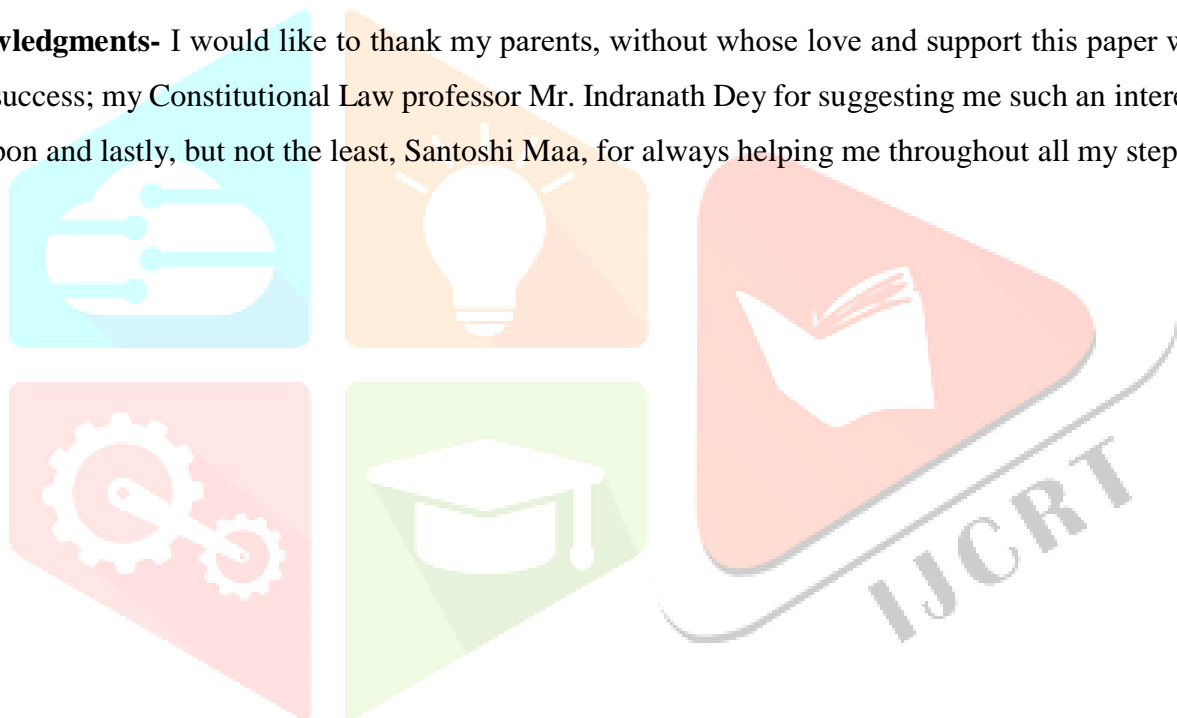 wledgments- I would like to thank my parents, without whose love and support this paper w
success; my Constitutional Law professor Mr. Indranath Dey for suggesting me such an intere
pon and lastly, but not the least, Santoshi Maa, for always helping me throughout all my step
IJCRT